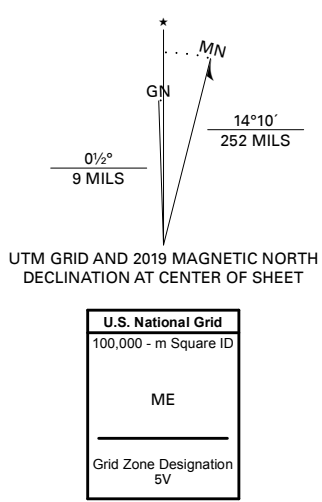 ★
MN
GN
14°10´
252 MILS
0½°
9 MILS
UTM GRID AND 2019 MAGNETIC NORTH
DECLINATION AT CENTER OF SHEET
U.S. National Grid
100,000 - m Square ID
ME
Grid Zone Designation
5V